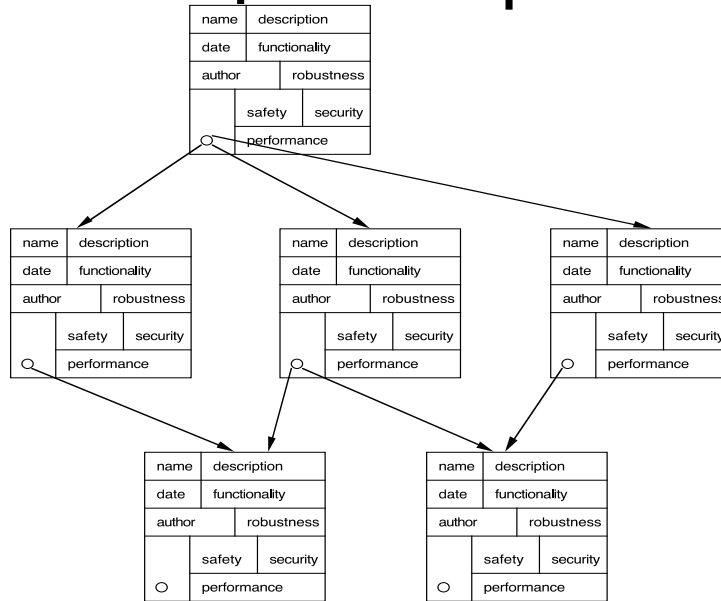 name description
date functionality
author robustness
safety security
performance
name description
date functionality
author robustness
safety security
performance
name description
date functionality
author robustness
safety security
performance
name description
date functionality
author robustness
safety security
performance
name description
date functionality
author robustness
safety security
performance
name description
date functionality
author robustness
safety security
performance